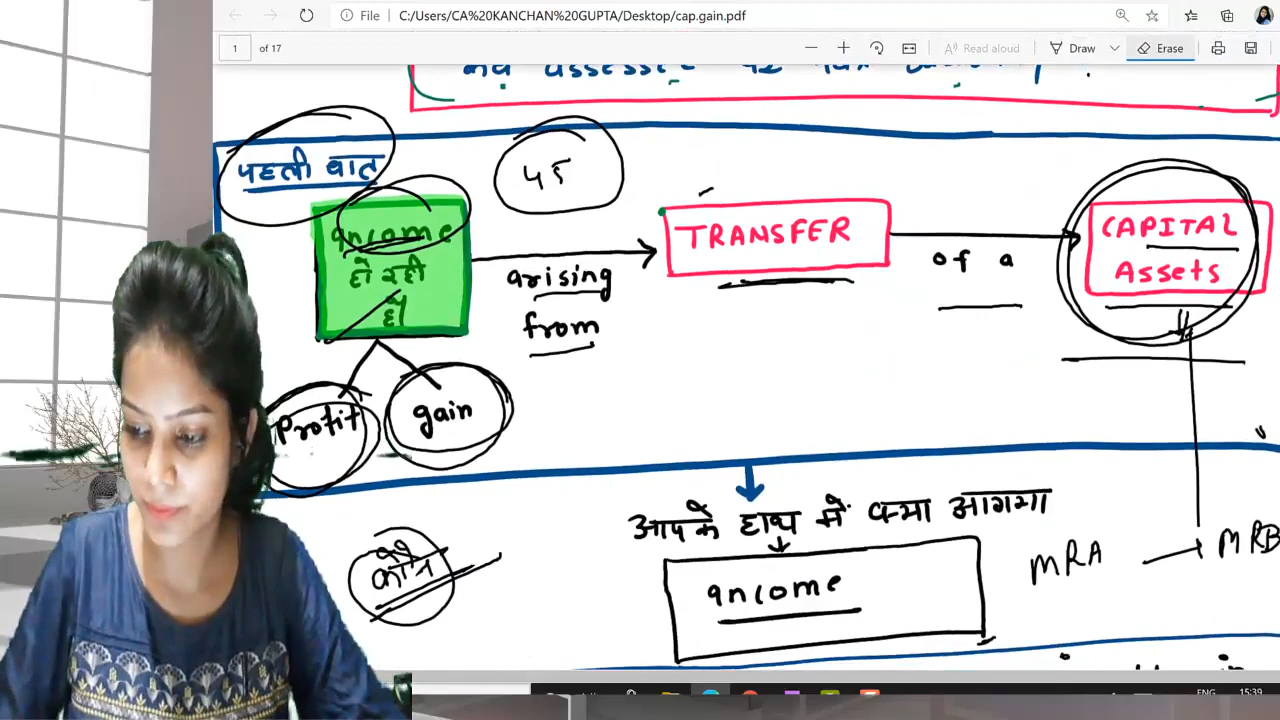 File | C:/Users/CA%20KANCHAN%20GUPTA/Desktop/cap.gain.pdf
1 of 17 Read aloud Draw Erase
पहली बात
45
income
हो रही
है
arising
from
TRANSFER
of a
CAPITAL
Assets
Profit
gain
आपके हाथ में क्या आगया
कौन
income
MRA
MRB
ENG
15:39